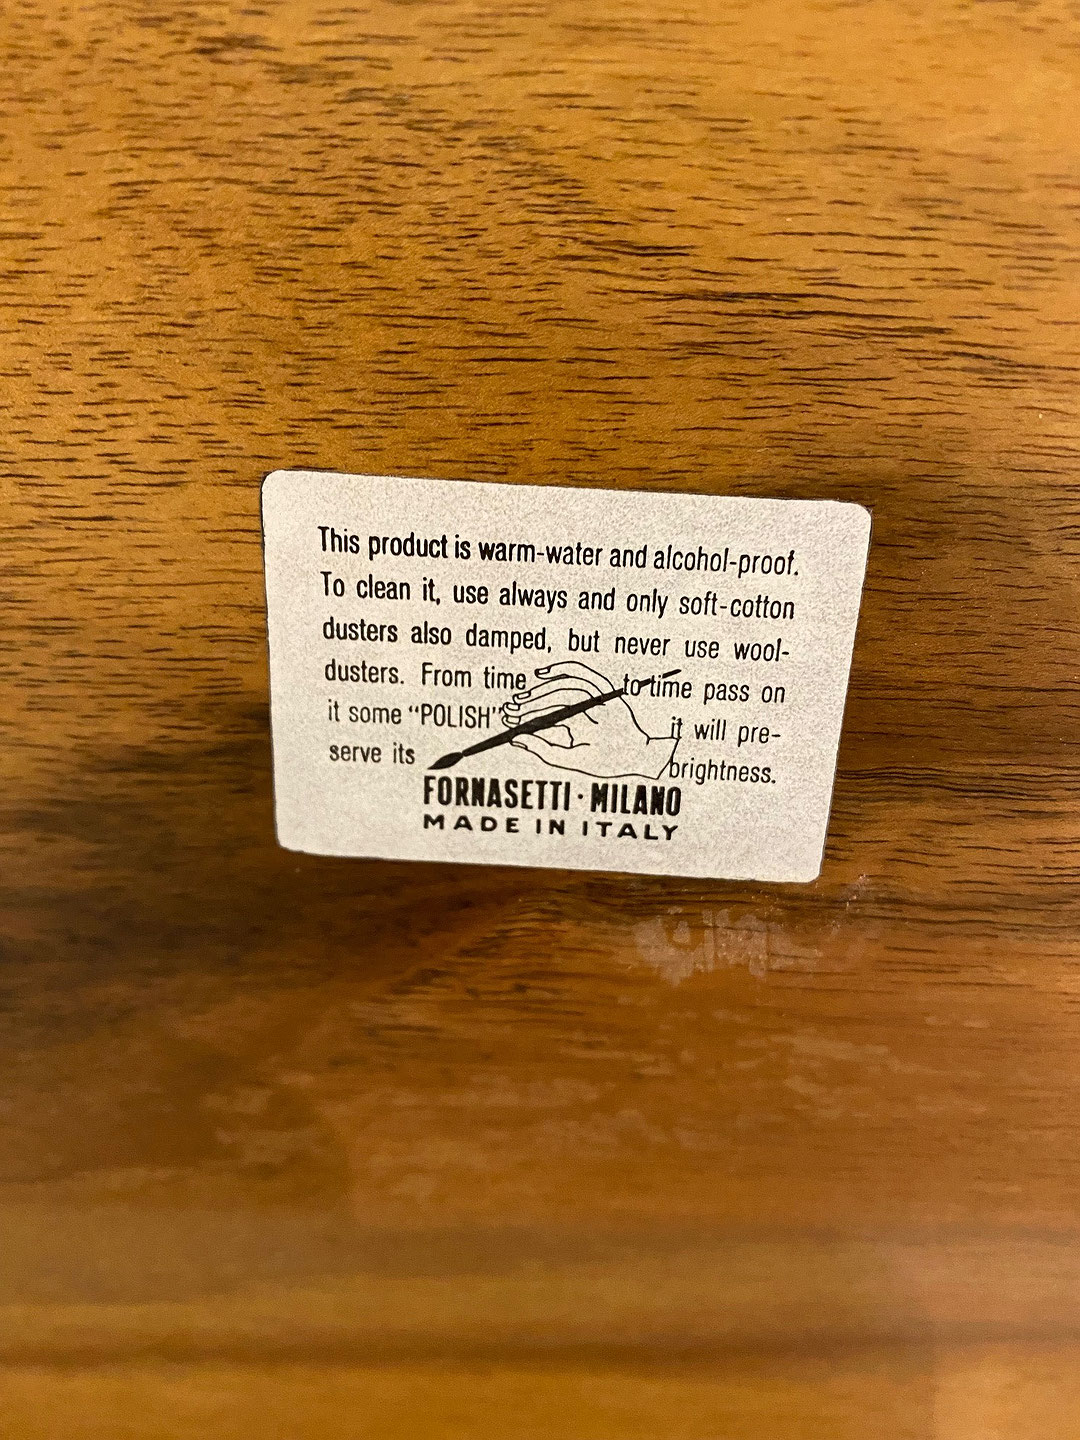 This product is warm-water and alcohol-proof.
To clean it, use always and only soft-cotton
dusters also damped, but never use wool-
dusters. From time to time pass on
it some “POLISH” it will pre-
serve its brightness.
FORNASETTI · MILANO
MADE IN ITALY